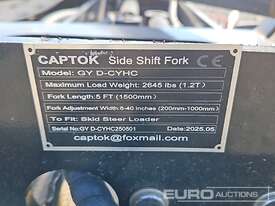 CAPTOK Side Shift Fork
Model: GY D-CYHC
Maximum Load Weight: 2645 lbs (1.2T)
Fork Length:5 FT (1500mm)
Fork Adjustment Width:8-40 inches (200mm-1000mm)
To Fit: Skid Steer Loader
Serial No:GY D-CYHC250501 Date:2025.05
captok@foxmail.com
EURO AUCTIONS